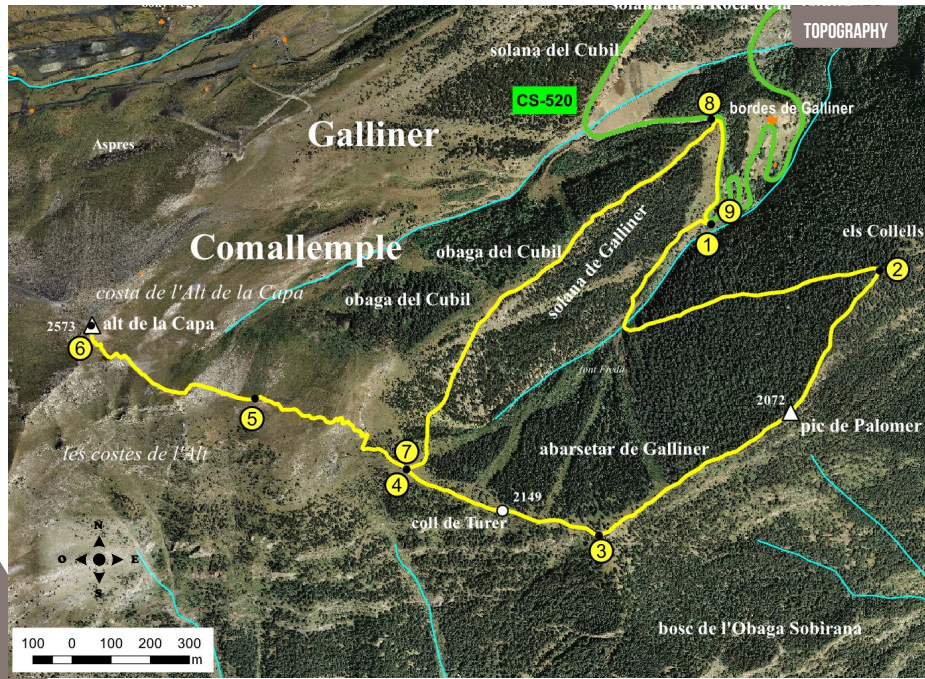 solana de la Roca de la
TOPOGRAPHY
solana del Cubil
CS-520
8
bordes de Galliner
Galliner
Aspres
9
1
els Collells
Comallemple
obaga del Cubil
solana de Galliner
2
costa de l'Alt de la Capa
obaga del Cubil
2573
alt de la Capa
6
font Freda
2072
5
pic de Palomer
les costes de l'Alt
7
abarsetar de Galliner
4
2149
coll de Turer
3
N
O
E
S
bosc de l'Obaga Sobirana
100 0 100 200 300
m